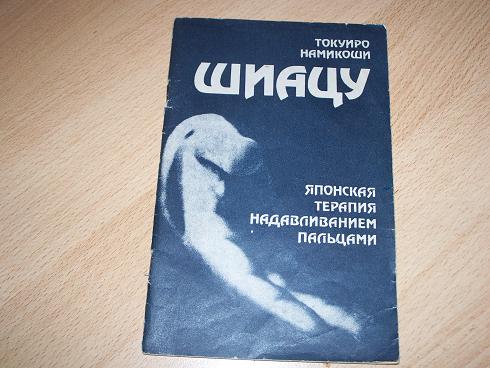 ТОКУИРО
НАМИКОШИ
ШИАЦУ
ЯПОНСКАЯ
ТЕРАПИЯ
НАДАВЛИВАНИЕМ
ПАЛЬЦАМИ